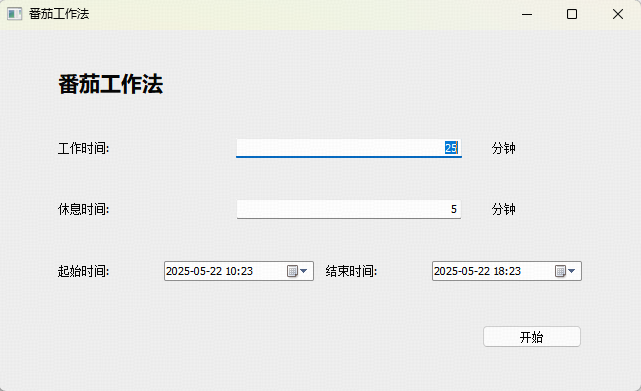 番茄工作法
番茄工作法
工作时间: 25 分钟
休息时间: 5 分钟
起始时间: 2025-05-22 10:23 结束时间: 2025-05-22 18:23
开始